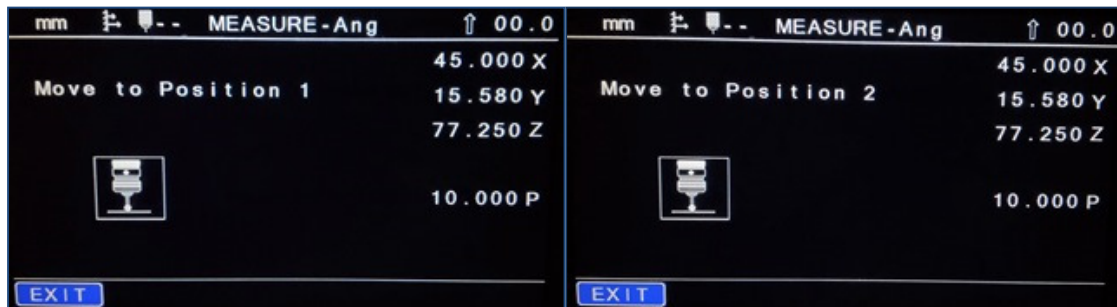 mm -- MEASURE-Ang ⇧ 00.0
45.000 X
Move to Position 1
15.580 Y
77.250 Z
10.000 P
EXIT
mm -- MEASURE-Ang ⇧ 00.0
45.000 X
Move to Position 2
15.580 Y
77.250 Z
10.000 P
EXIT